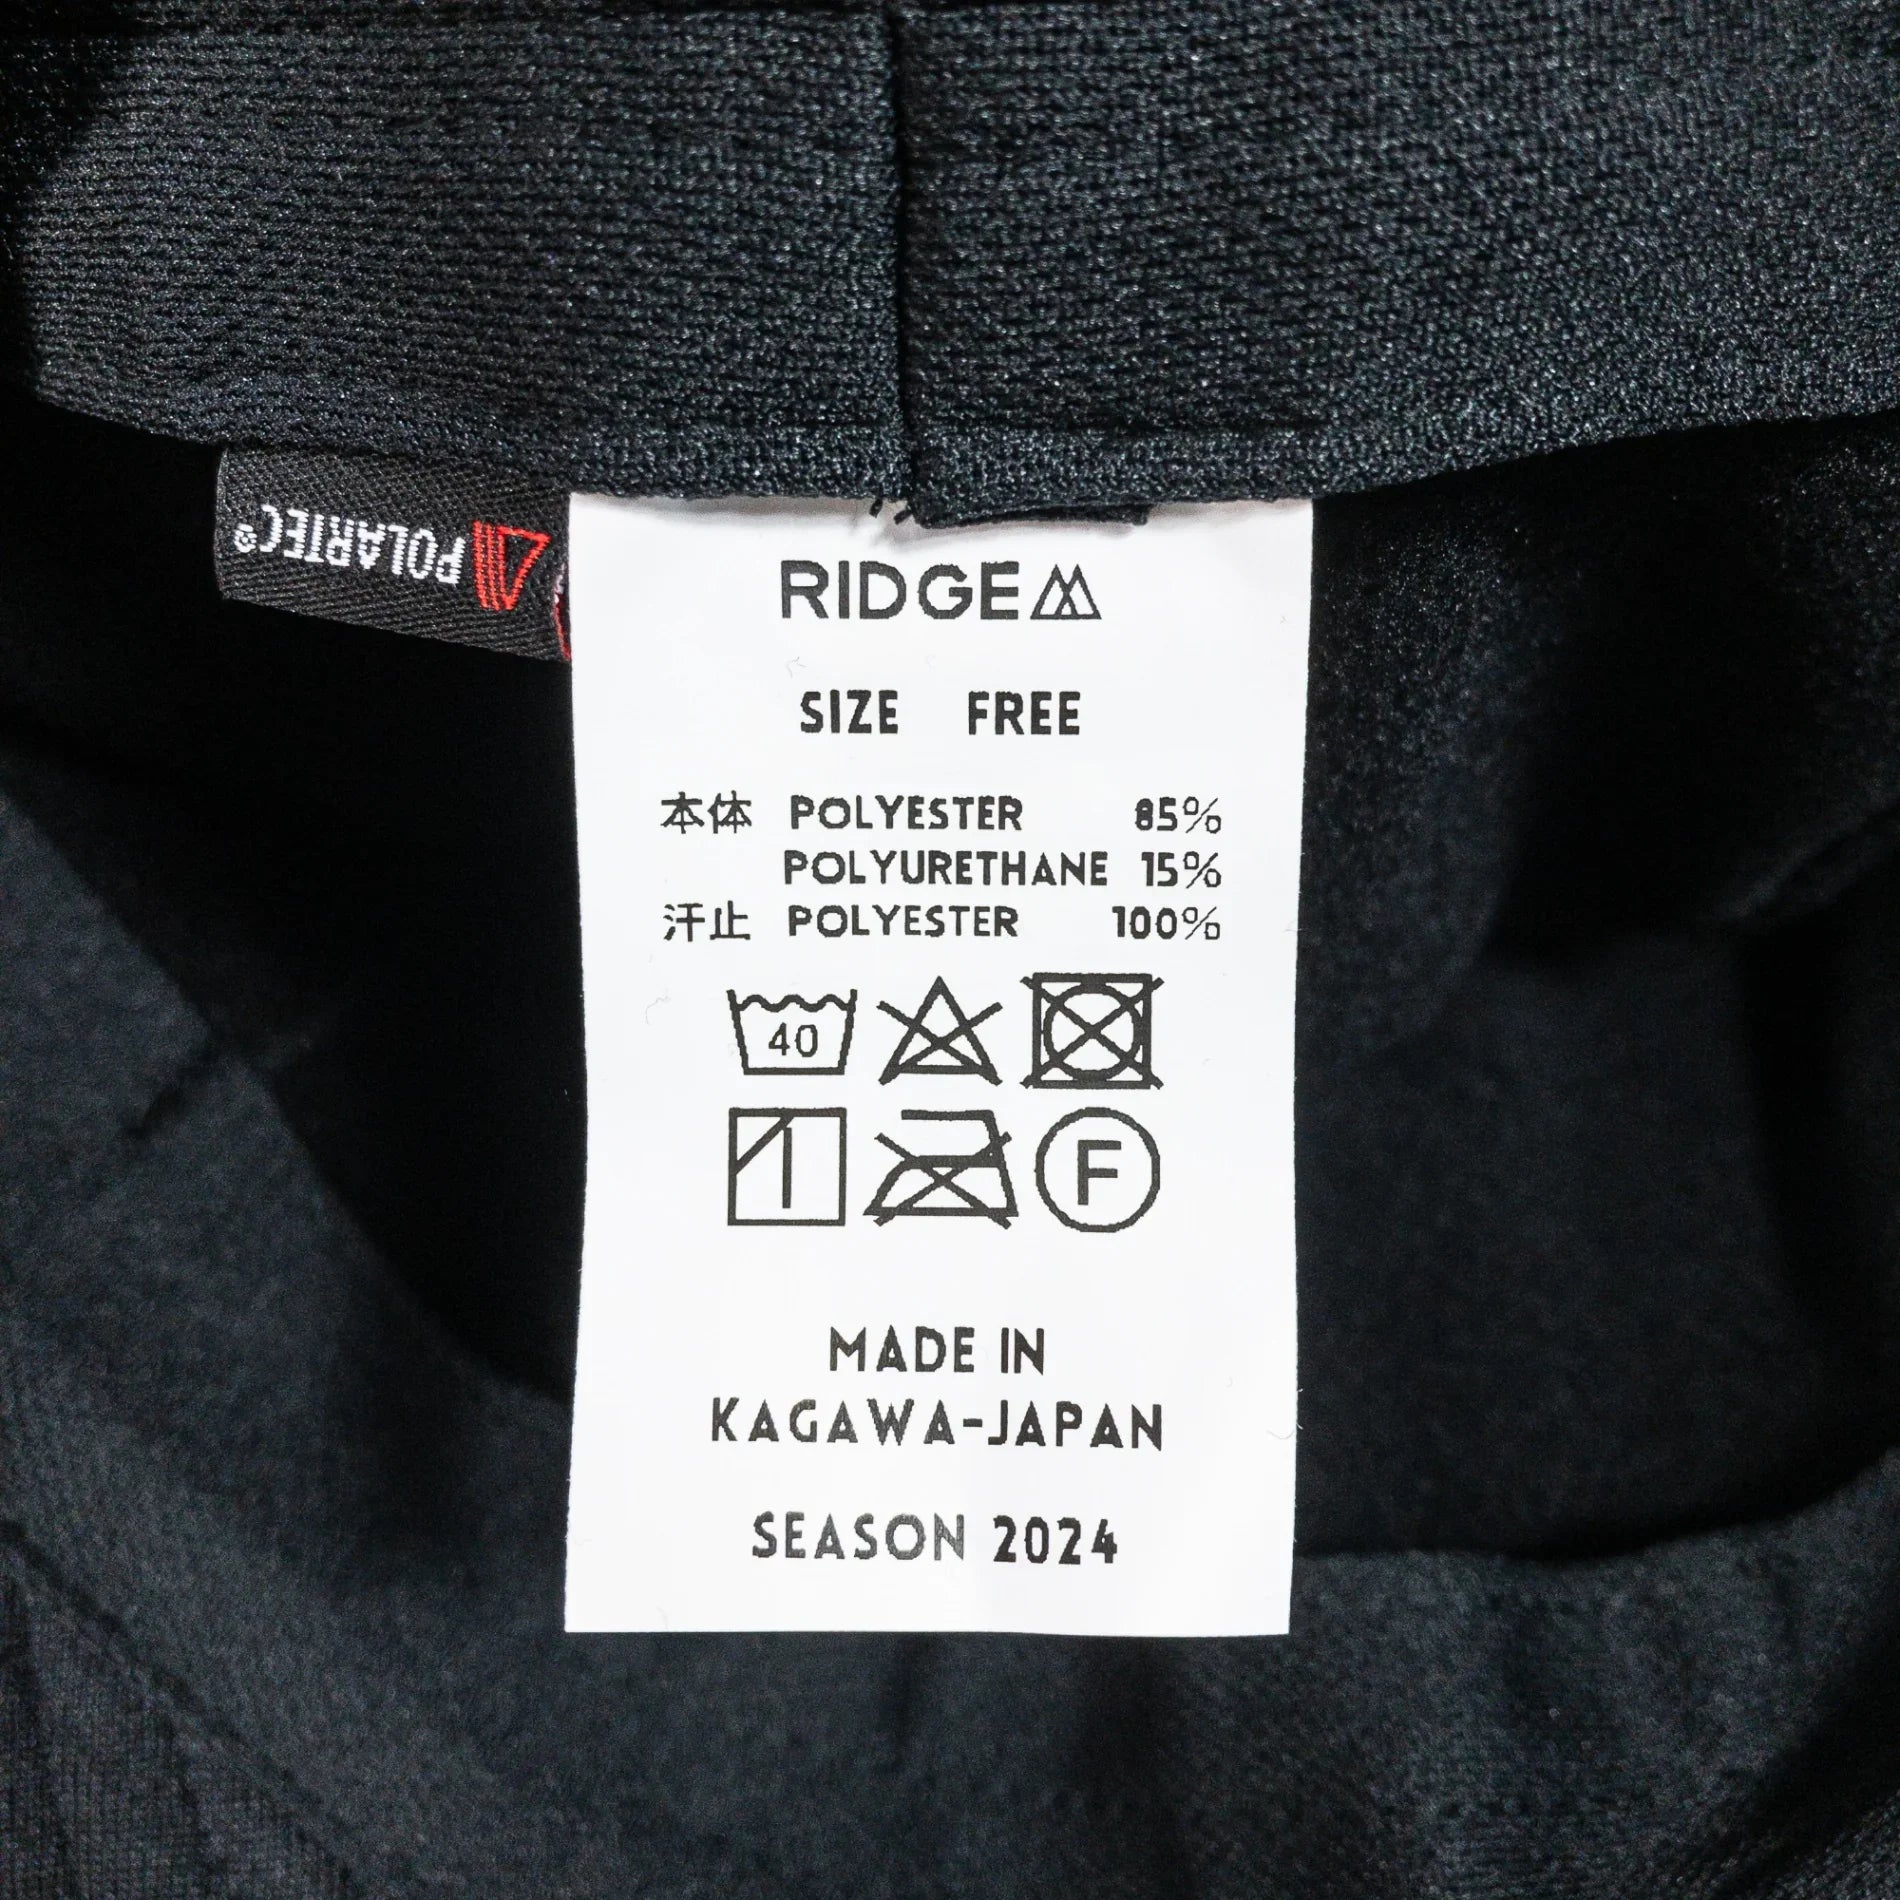 POLARTEC®
RIDGE
SIZE FREE
本体 POLYESTER 85%
POLYURETHANE 15%
汗止 POLYESTER 100%
40
F
MADE IN
KAGAWA-JAPAN
SEASON 2024